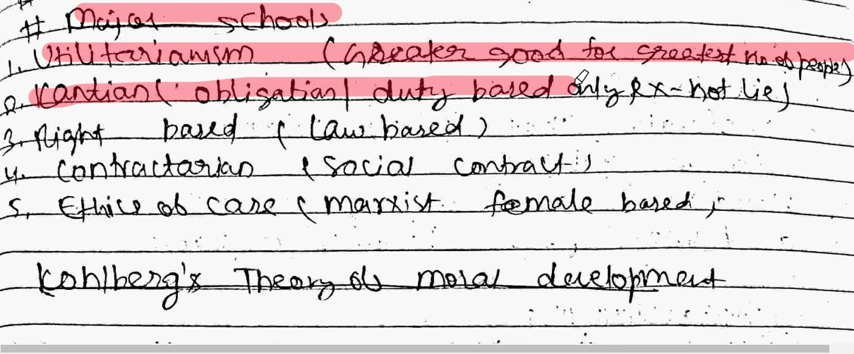 # Major schools
1. Utilitarianism (Greater good for greatest no of people)
2. Kantian ( obligation / duty based only Ex - not lie)
3. Right based ( Law based )
4. Contractarian ( social contract )
5. Ethics of care ( marxist female based ,
Kohlberg's Theory of moral development